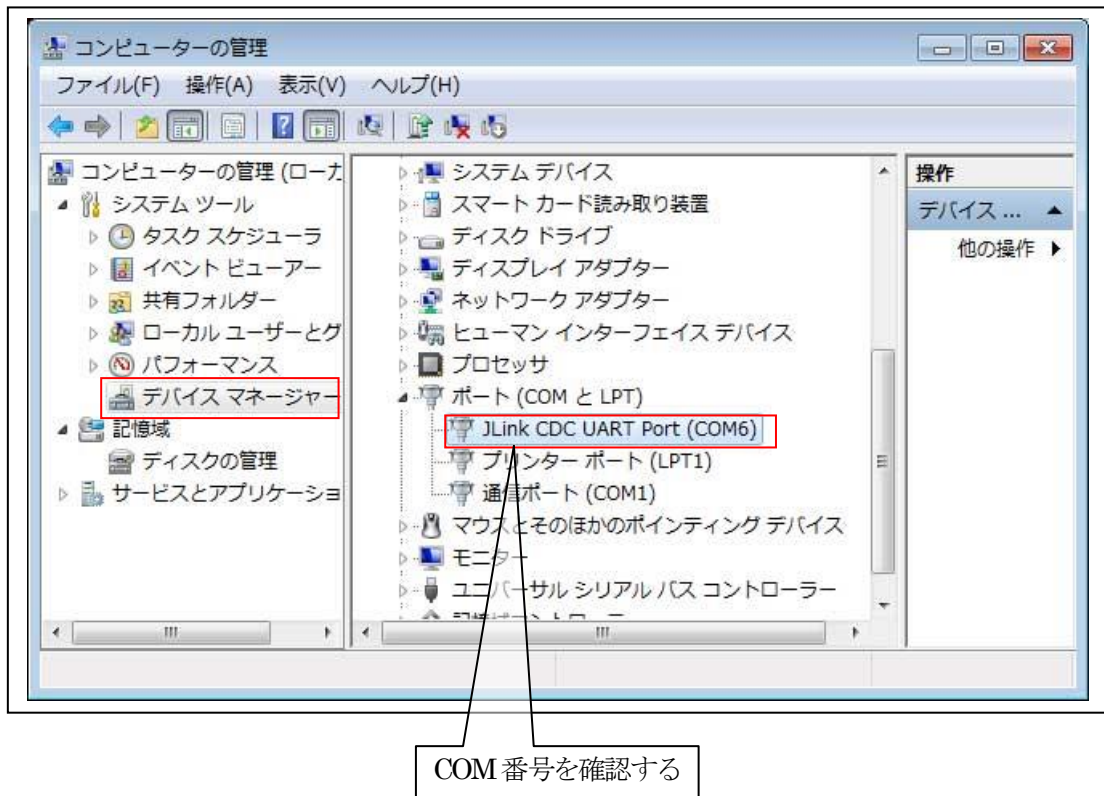 コンピューターの管理
ファイル(F) 操作(A) 表示(V) ヘルプ(H)
コンピューターの管理 (ローカ
システム ツール
タスク スケジューラ
イベント ビューアー
共有フォルダー
ローカル ユーザーとグ
パフォーマンス
デバイス マネージャー
記憶域
ディスクの管理
サービスとアプリケーショ
システム デバイス
スマート カード読み取り装置
ディスク ドライブ
ディスプレイ アダプター
ネットワーク アダプター
ヒューマン インターフェイス デバイス
プロセッサ
ポート (COM と LPT)
JLink CDC UART Port (COM6)
プリンター ポート (LPT1)
通信ポート (COM1)
マウスとそのほかのポインティング デバイス
モニター
ユニバーサル シリアル バス コントローラー
操作
デバイス ...
他の操作
COM 番号を確認する